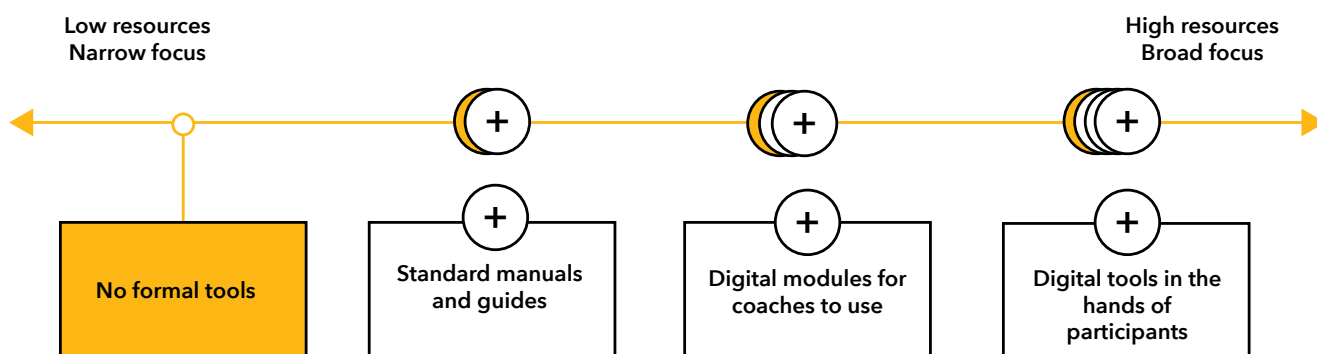 Low resources
Narrow focus
High resources
Broad focus
+
+
+
+
+
+
No formal tools
Standard manuals
and guides
Digital modules for
coaches to use
Digital tools in the
hands of
participants